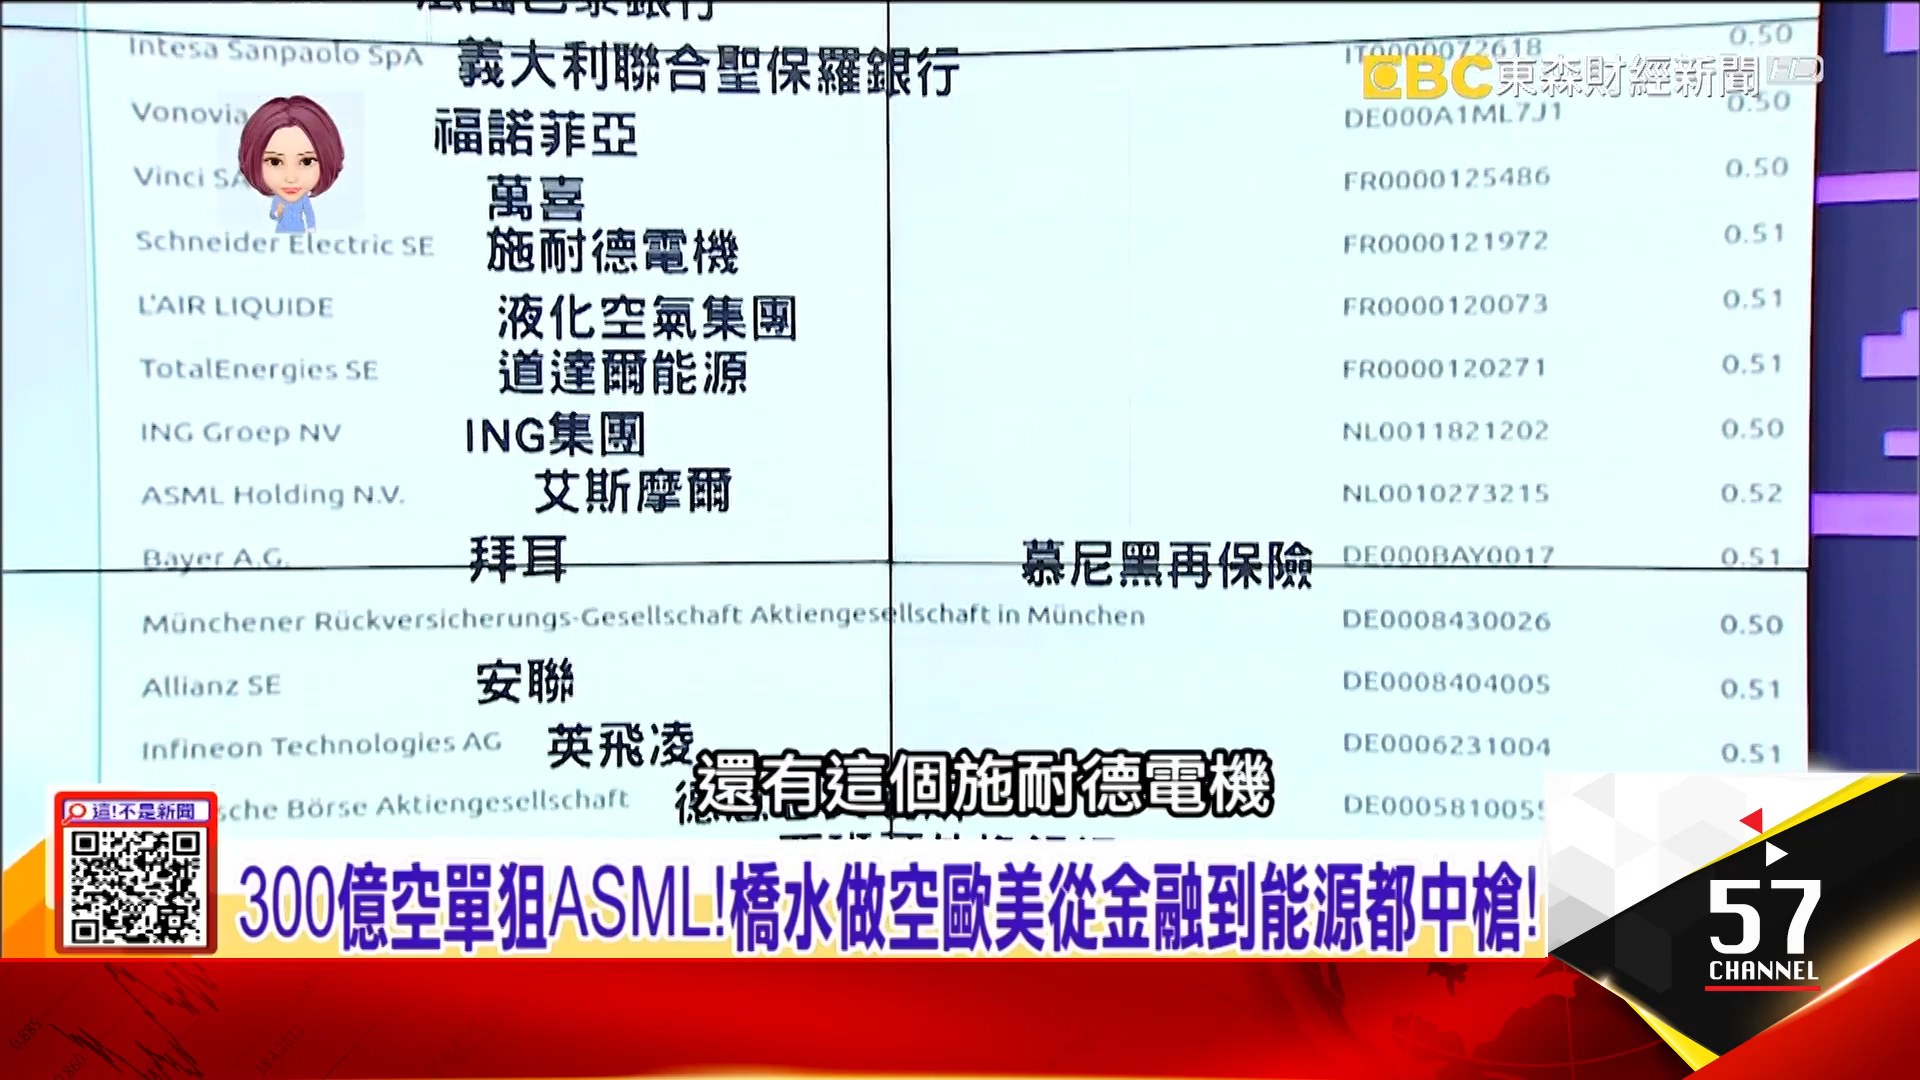 Intesa Sanpaolo SpA 義大利聯合聖保羅銀行 IT0000072618 0.50
EBC 東森財經新聞 HD
Vonovia 福諾菲亞 DE000A1ML7J1 0.50
Vinci SA 萬喜 FR0000125486 0.50
Schneider Electric SE 施耐德電機 FR0000121972 0.51
L'AIR LIQUIDE 液化空氣集團 FR0000120073 0.51
TotalEnergies SE 道達爾能源 FR0000120271 0.51
ING Groep NV ING集團 NL0011821202 0.50
ASML Holding N.V. 艾斯摩爾 NL0010273215 0.52
Bayer A.G. 拜耳 DE000BAY0017 0.51
慕尼黑再保險
Münchener Rückversicherungs-Gesellschaft Aktiengesellschaft in München DE0008430026 0.50
Allianz SE 安聯 DE0008404005 0.51
Infineon Technologies AG 英飛凌 DE0006231004 0.51
還有這個施耐德電機
sche Börse Aktiengesellschaft DE0005810055
這!不是新聞
300億空單狙ASML!橋水做空歐美從金融到能源都中槍!
57
CHANNEL